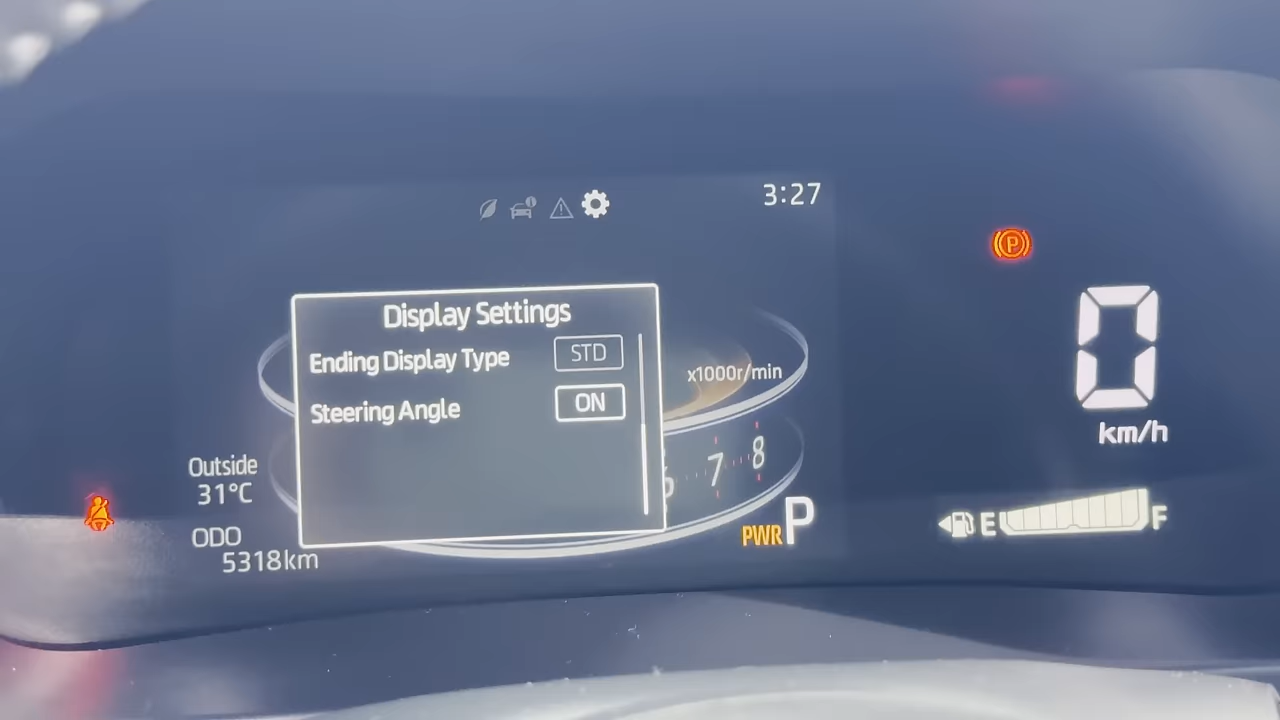 3:27
Display Settings
Ending Display Type STD
Steering Angle ON
x1000r/min
6 7 8
Outside
31°C
ODO
5318km
PWR P
P
0
km/h
E F